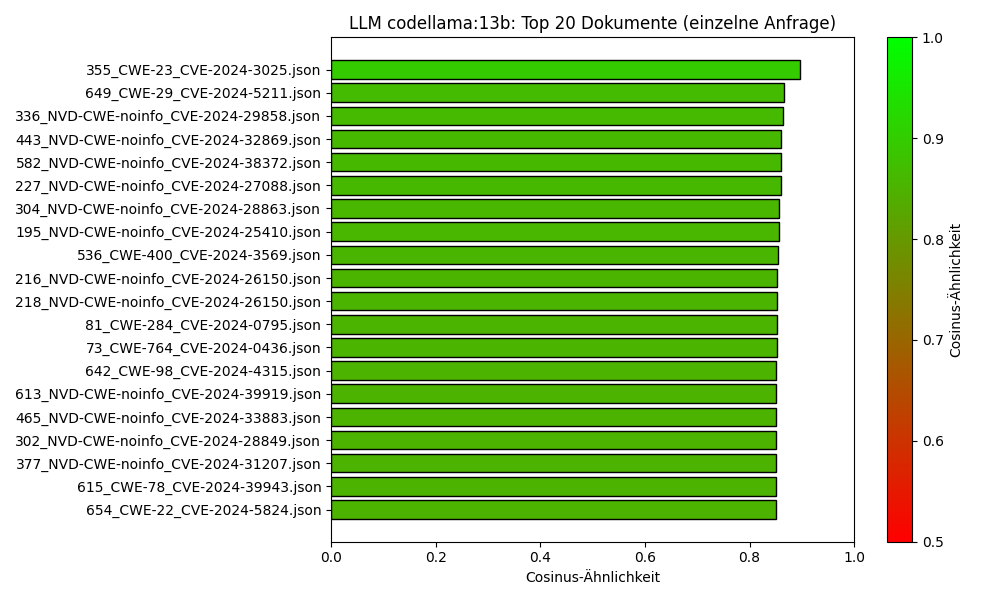 LLM codellama:13b: Top 20 Dokumente (einzelne Anfrage)
355_CWE-23_CVE-2024-3025.json
649_CWE-29_CVE-2024-5211.json
336_NVD-CWE-noinfo_CVE-2024-29858.json
443_NVD-CWE-noinfo_CVE-2024-32869.json
582_NVD-CWE-noinfo_CVE-2024-38372.json
227_NVD-CWE-noinfo_CVE-2024-27088.json
304_NVD-CWE-noinfo_CVE-2024-28863.json
195_NVD-CWE-noinfo_CVE-2024-25410.json
536_CWE-400_CVE-2024-3569.json
216_NVD-CWE-noinfo_CVE-2024-26150.json
218_NVD-CWE-noinfo_CVE-2024-26150.json
81_CWE-284_CVE-2024-0795.json
73_CWE-764_CVE-2024-0436.json
642_CWE-98_CVE-2024-4315.json
613_NVD-CWE-noinfo_CVE-2024-39919.json
465_NVD-CWE-noinfo_CVE-2024-33883.json
302_NVD-CWE-noinfo_CVE-2024-28849.json
377_NVD-CWE-noinfo_CVE-2024-31207.json
615_CWE-78_CVE-2024-39943.json
654_CWE-22_CVE-2024-5824.json
0.0 0.2 0.4 0.6 0.8 1.0
Cosinus-Ähnlichkeit
1.0
0.9
0.8
0.7
0.6
0.5
Cosinus-Ähnlichkeit